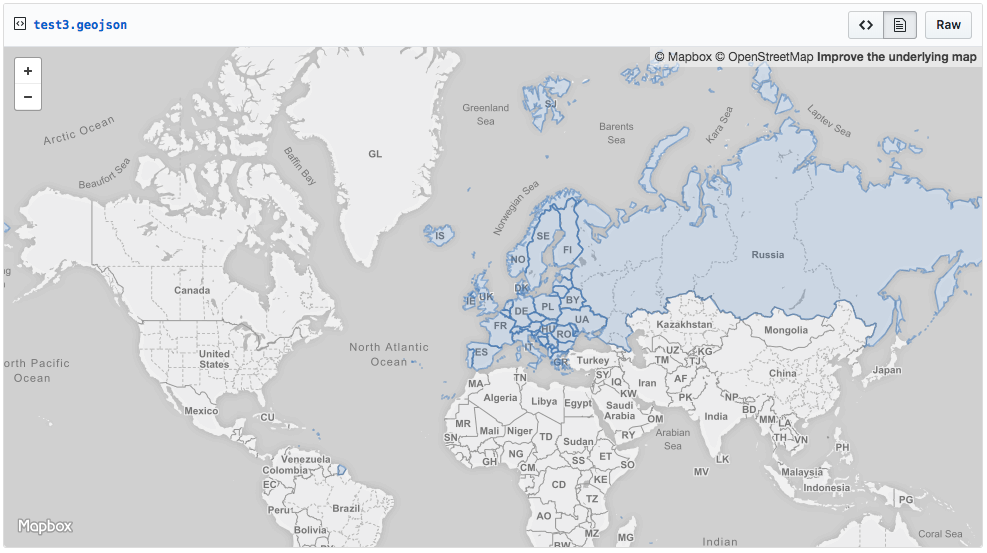 test3.geojson
Raw
© Mapbox © OpenStreetMap Improve the underlying map
+
−
Arctic Ocean
Beaufort Sea
Baffin Bay
GL
Greenland
Sea
SJ
Barents
Sea
Kara Sea
Laptev Sea
Norwegian Sea
IS
SE
FI
NO
Russia
ng
a
Canada
DK
IE
UK
PL
BY
DE
UA
FR
HU
RO
IT
ES
GR
Kazakhstan
Mongolia
orth Pacific
Ocean
United
States
North Atlantic
Ocean
Turkey
UZ
KG
TM
TJ
China
Japan
MA
TN
SY
IQ
Iran
AF
KW
PK
NP
Algeria
Libya
Egypt
Saudi
Arabia
OM
India
BD
MM
LA
TH
VN
Mexico
CU
MR
Mali
Niger
SN
TD
Sudan
RY
Arabian
Sea
PH
Venezuela
Colombia
GH
NG
CM
SS
ET
SO
LK
MV
Malaysia
Indonesia
EC
KE
CD
TZ
PG
Peru
Brazil
AO
Bolivia
MZ
MG
BW
Indian
Coral Sea
Mapbox